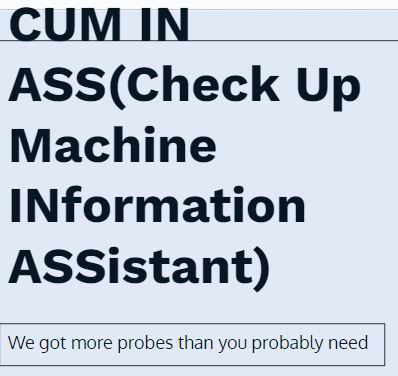 CUM IN
ASS(Check Up
Machine
INformation
ASSistant)
We got more probes than you probably need